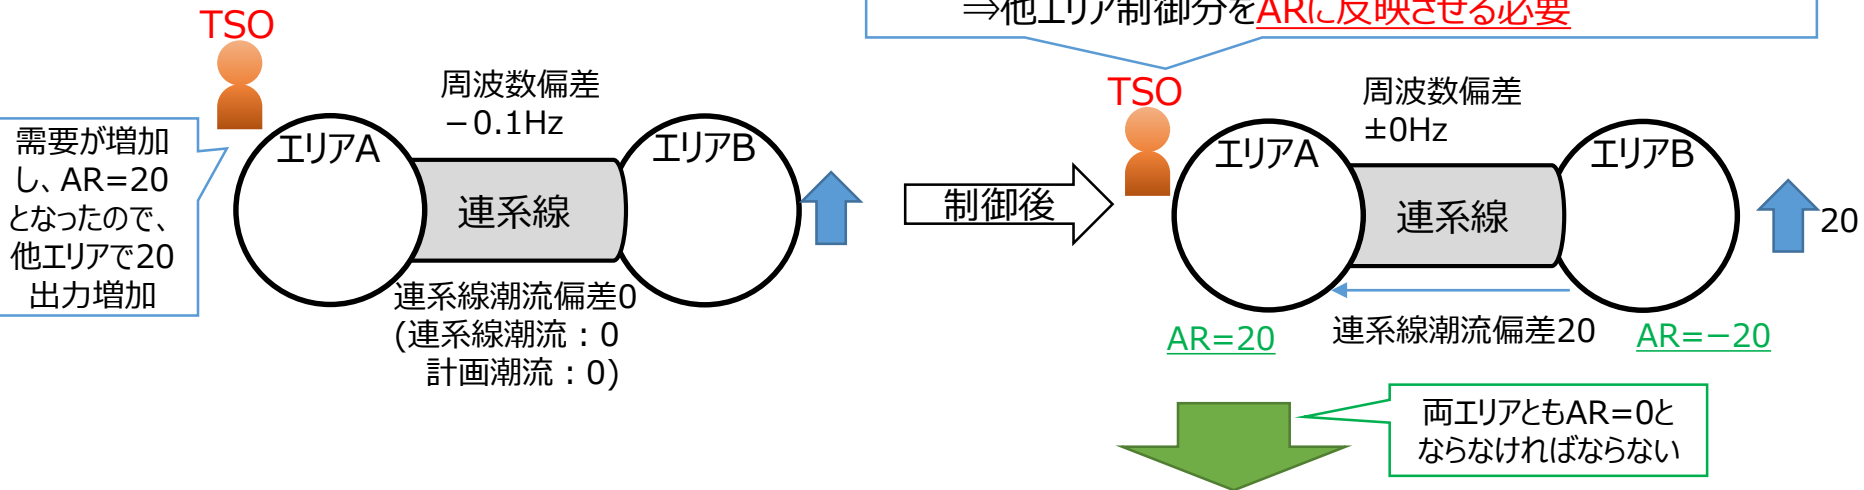 ⇒他エリア制御分をARに反映させる必要
TSO
周波数偏差
－0.1Hz
需要が増加
し、AR=20
となったので、
他エリアで20
出力増加
エリアA
エリアB
連系線
連系線潮流偏差0
(連系線潮流：0
計画潮流：0)
制御後
TSO
周波数偏差
±0Hz
エリアA
エリアB
連系線
20
AR=20
連系線潮流偏差20
AR=－20
両エリアともAR=0と
ならなければならない